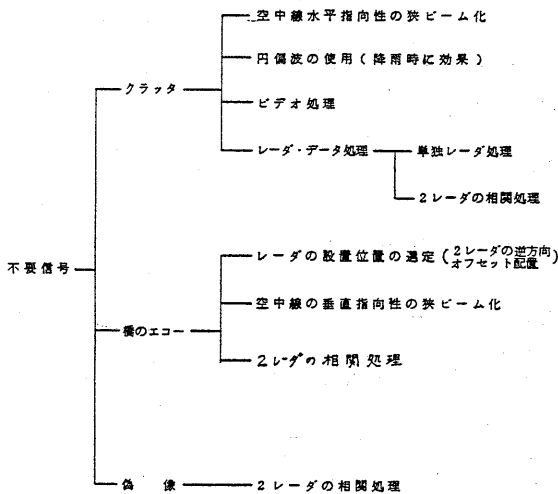 空中線水平指向性の狭ビーム化
円偏波の使用(降雨時に効果)
クラッタ
ビデオ処理
レーダ・データ処理
単独レーダ処理
2レーダの相関処理
レーダの設置位置の選定(2レーダの逆方向オフセット配置)
不要信号
空中線の垂直指向性の狭ビーム化
橋のエコー
2レーダの相関処理
偽像
2レーダの相関処理